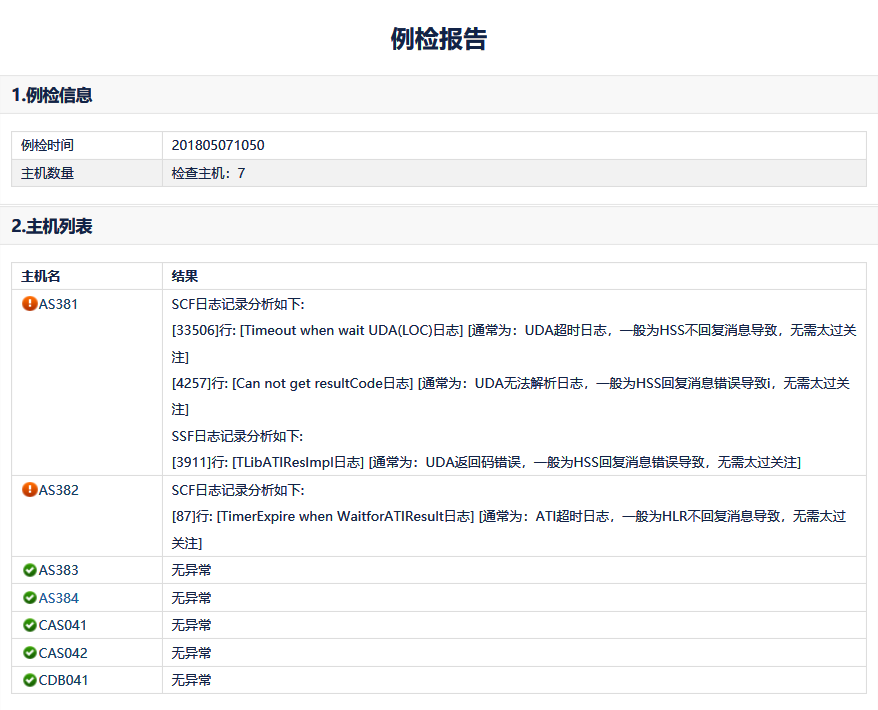 例检报告
1.例检信息
例检时间 201805071050
主机数量 检查主机：7
2.主机列表
主机名 结果
AS381 SCF日志记录分析如下:
[33506]行: [Timeout when wait UDA(LOC)日志] [通常为：UDA超时日志，一般为HSS不回复消息导致，无需太过关
注]
[4257]行: [Can not get resultCode日志] [通常为：UDA无法解析日志，一般为HSS回复消息错误导致i，无需太过关
注]
SSF日志记录分析如下:
[3911]行: [TLibATIResImpl日志] [通常为：UDA返回码错误，一般为HSS回复消息错误导致，无需太过关注]
AS382 SCF日志记录分析如下:
[87]行: [TimerExpire when WaitforATIResult日志] [通常为：ATI超时日志，一般为HLR不回复消息导致，无需太过
关注]
AS383 无异常
AS384 无异常
CAS041 无异常
CAS042 无异常
CDB041 无异常